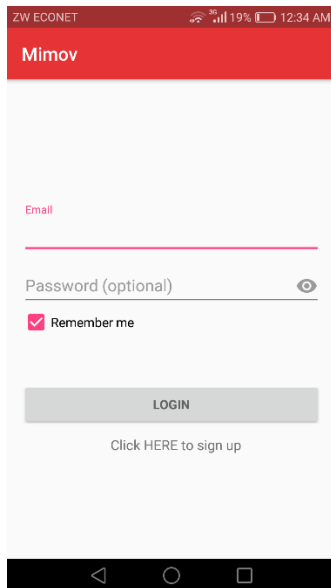 ZW ECONET 3G 19% 12:34 AM
Mimov
Email
Password (optional)
Remember me
LOGIN
Click HERE to sign up